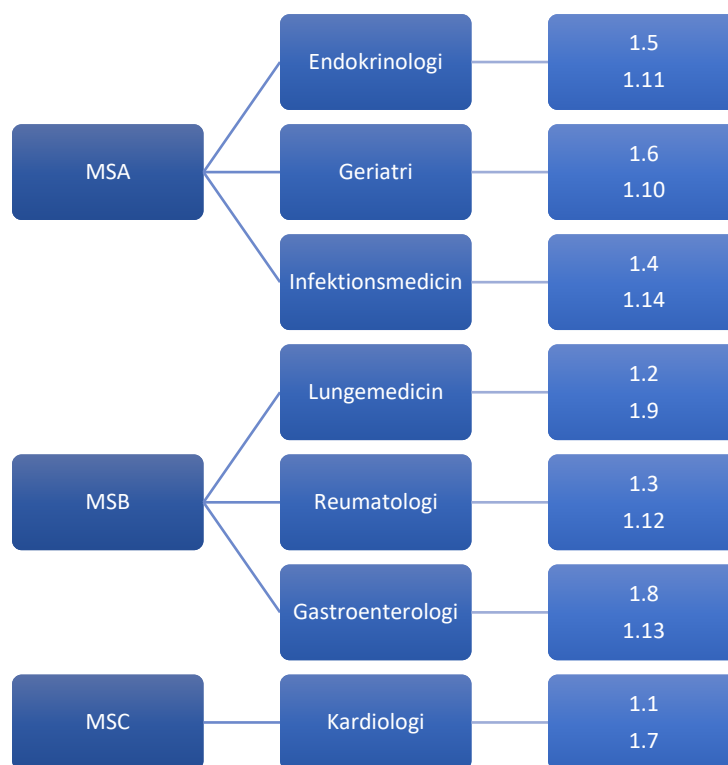 MSA
Endokrinologi
1.5
1.11
Geriatri
1.6
1.10
Infektionsmedicin
1.4
1.14
MSB
Lungemedicin
1.2
1.9
Reumatologi
1.3
1.12
Gastroenterologi
1.8
1.13
MSC
Kardiologi
1.1
1.7